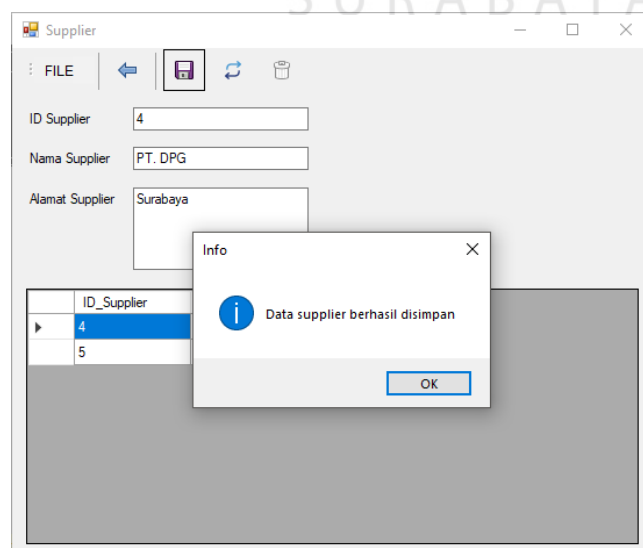 SURABAYA
Supplier
FILE
ID Supplier 4
Nama Supplier PT. DPG
Alamat Supplier Surabaya
Info
Data supplier berhasil disimpan
OK
ID_Supplier
4
5